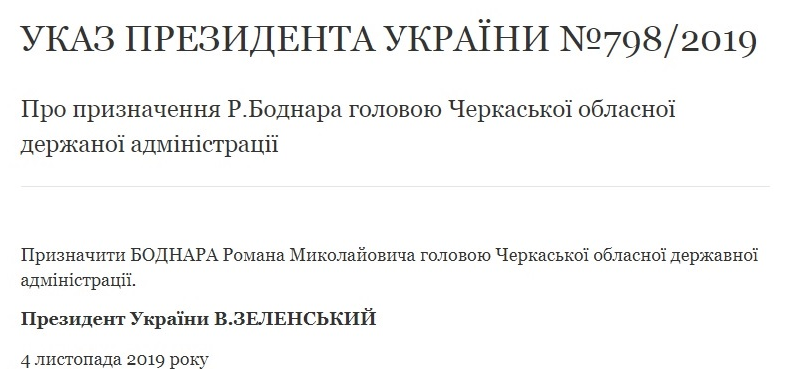 УКАЗ ПРЕЗИДЕНТА УКРАЇНИ №798/2019
Про призначення Р.Боднара головою Черкаської обласної
держаної адміністрації
Призначити БОДНАРА Романа Миколайовича головою Черкаської обласної державної
адміністрації.
Президент України В.ЗЕЛЕНСЬКИЙ
4 листопада 2019 року